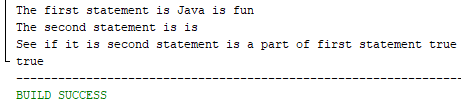 The first statement is Java is fun
The second statement is is
See if it is second statement is a part of first statement true
true
------------------------------------------------------------------------
BUILD SUCCESS